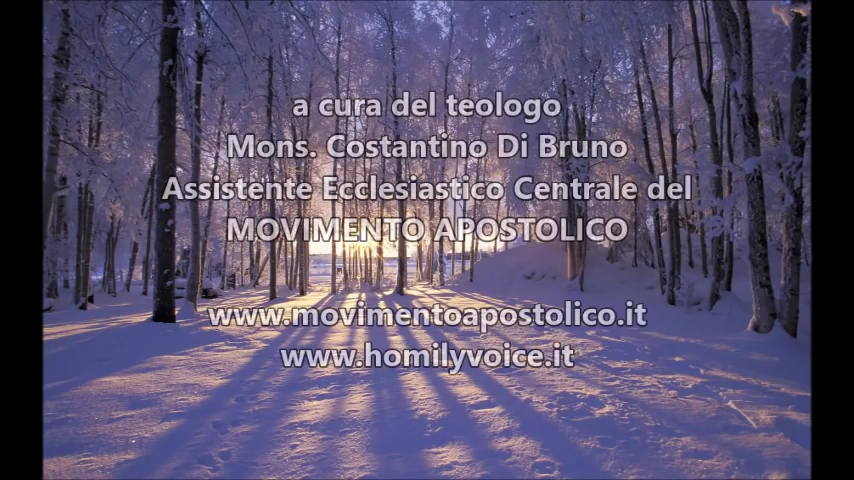 a cura del teologo
Mons. Costantino Di Bruno
Assistente Ecclesiastico Centrale del
MOVIMENTO APOSTOLICO
www.movimentoapostolico.it
www.homilyvoice.it